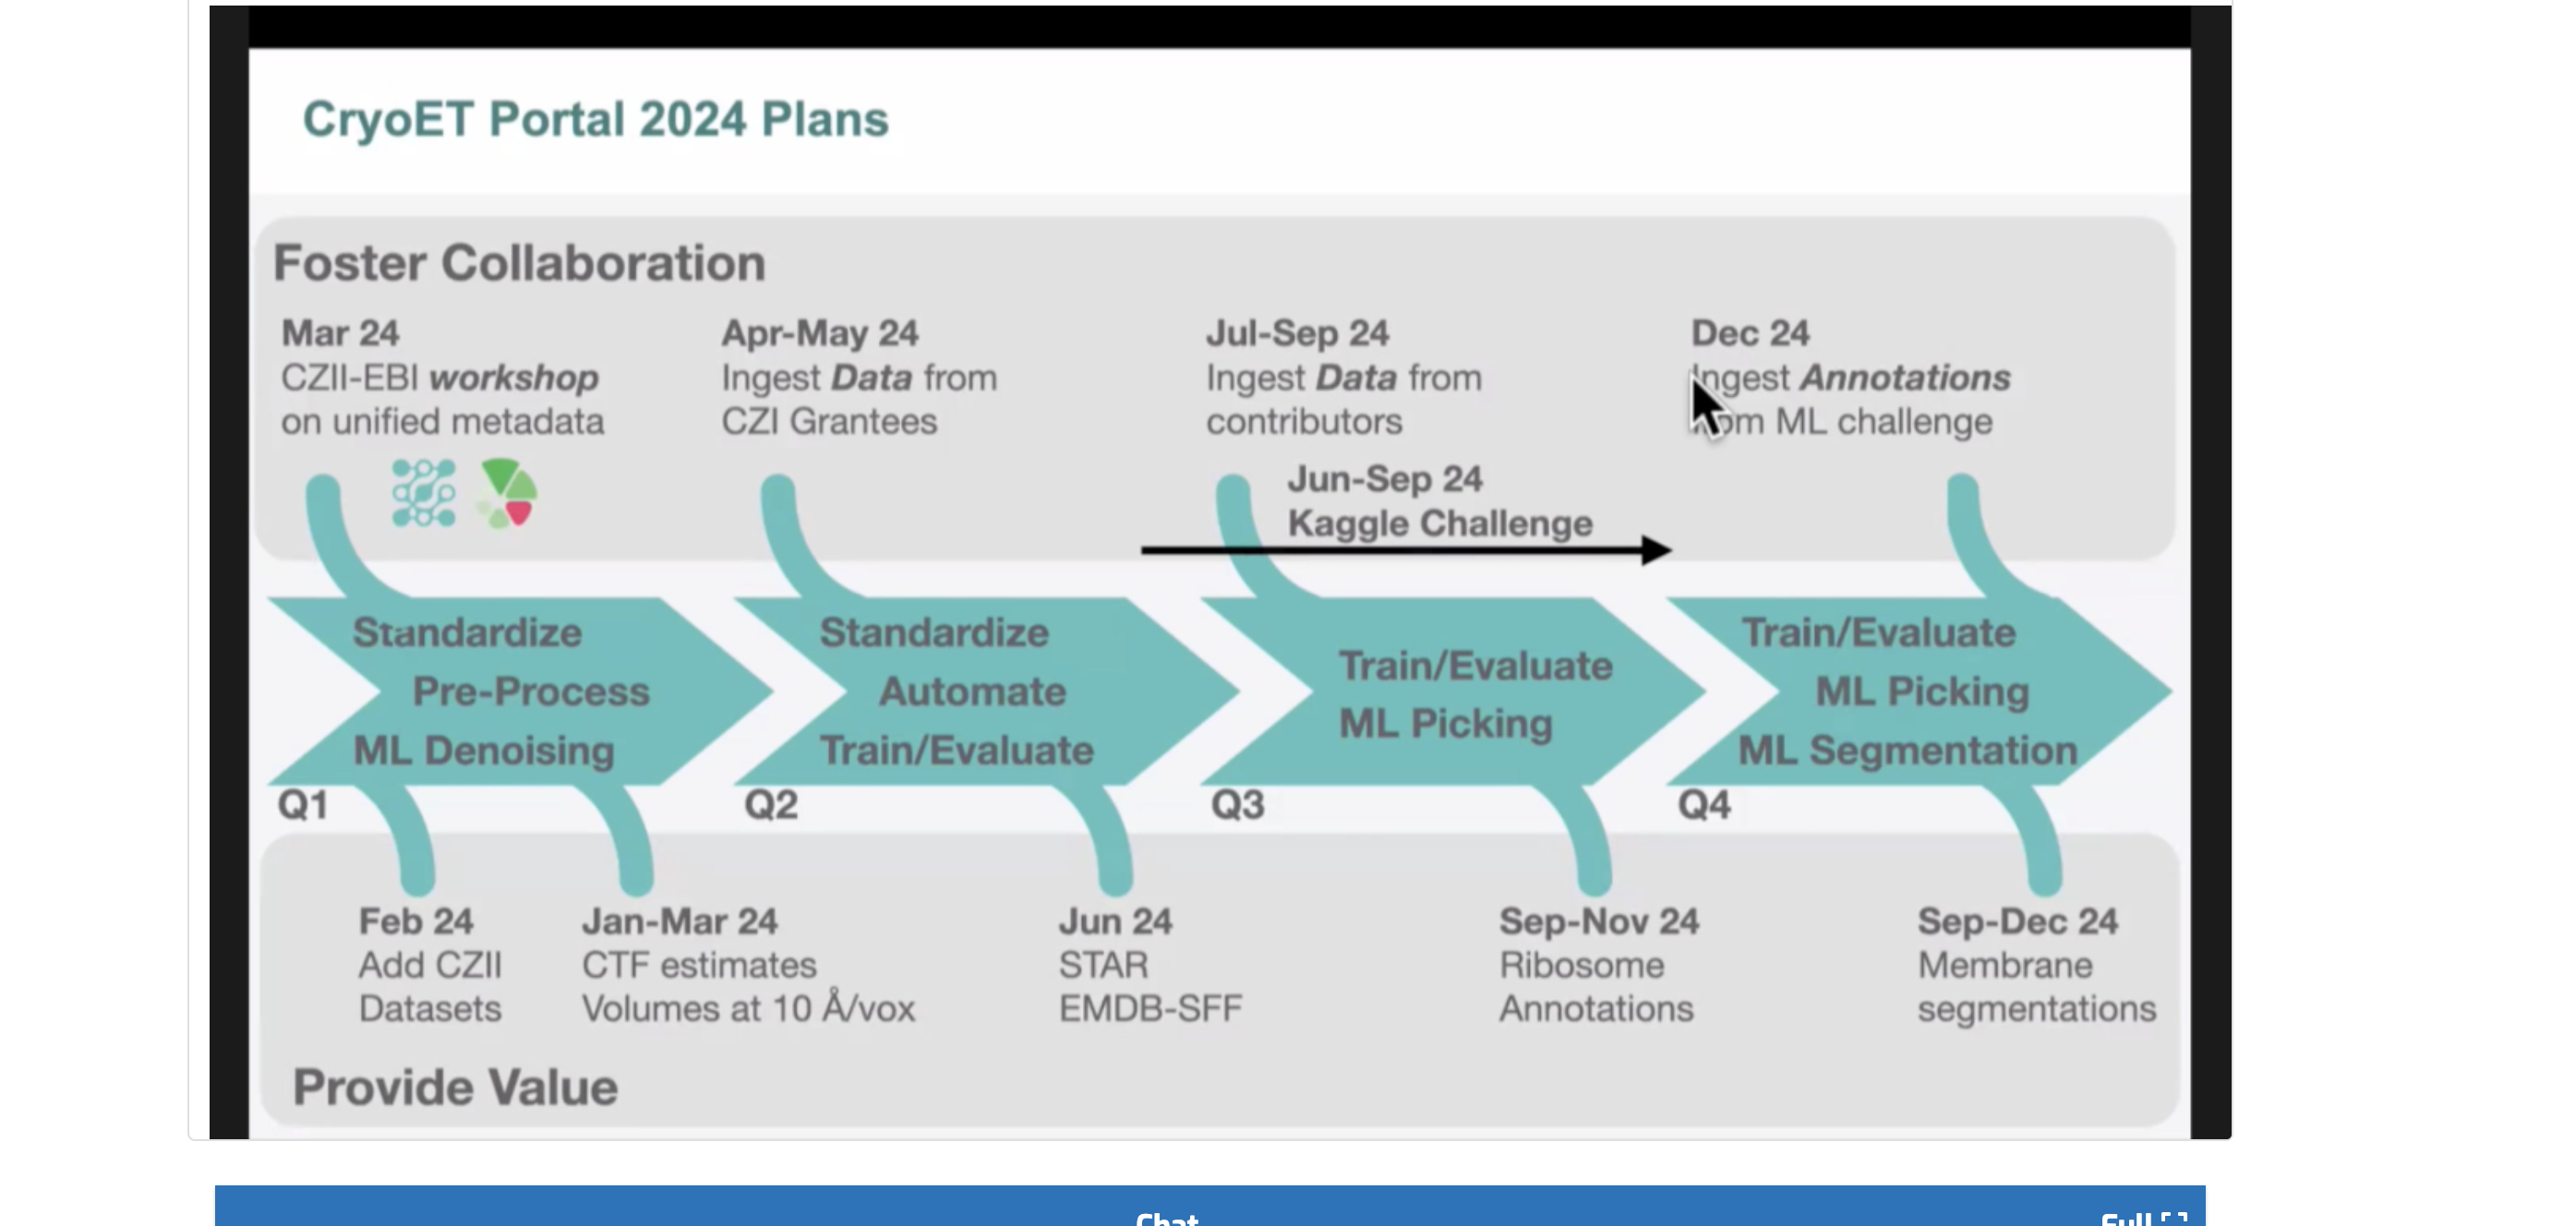 CryoET Portal 2024 Plans
Foster Collaboration
Mar 24
CZII-EBI workshop
on unified metadata
Apr-May 24
Ingest Data from
CZI Grantees
Jul-Sep 24
Ingest Data from
contributors
Dec 24
Ingest Annotations
from ML challenge
Jun-Sep 24
Kaggle Challenge
Standardize
Pre-Process
ML Denoising
Q1
Standardize
Automate
Train/Evaluate
Q2
Train/Evaluate
ML Picking
Q3
Train/Evaluate
ML Picking
ML Segmentation
Q4
Feb 24
Add CZII
Datasets
Jan-Mar 24
CTF estimates
Volumes at 10 Å/vox
Jun 24
STAR
EMDB-SFF
Sep-Nov 24
Ribosome
Annotations
Sep-Dec 24
Membrane
segmentations
Provide Value
Chat
Full